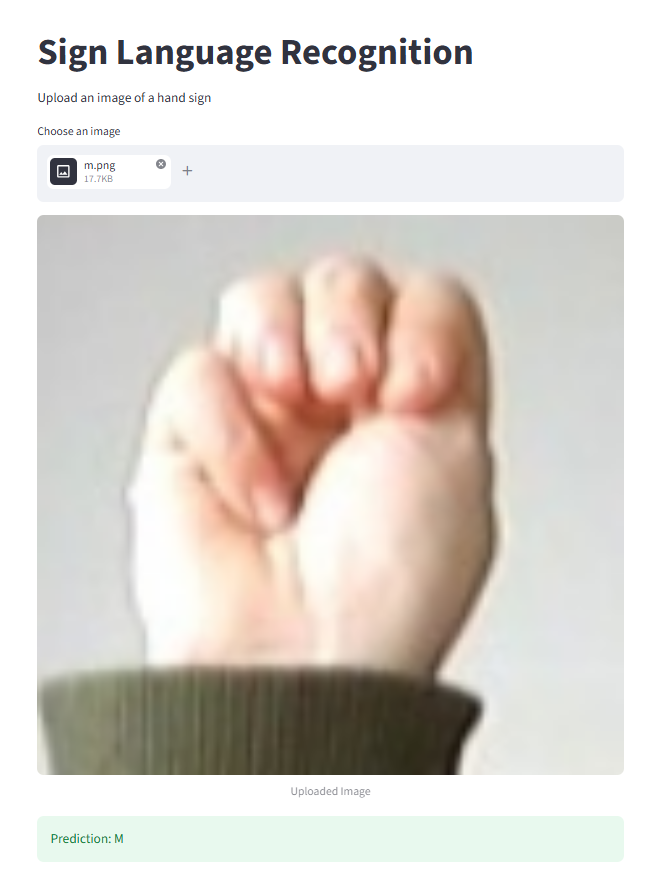 Sign Language Recognition
Upload an image of a hand sign
Choose an image
m.png
17.7KB
Uploaded Image
Prediction: M